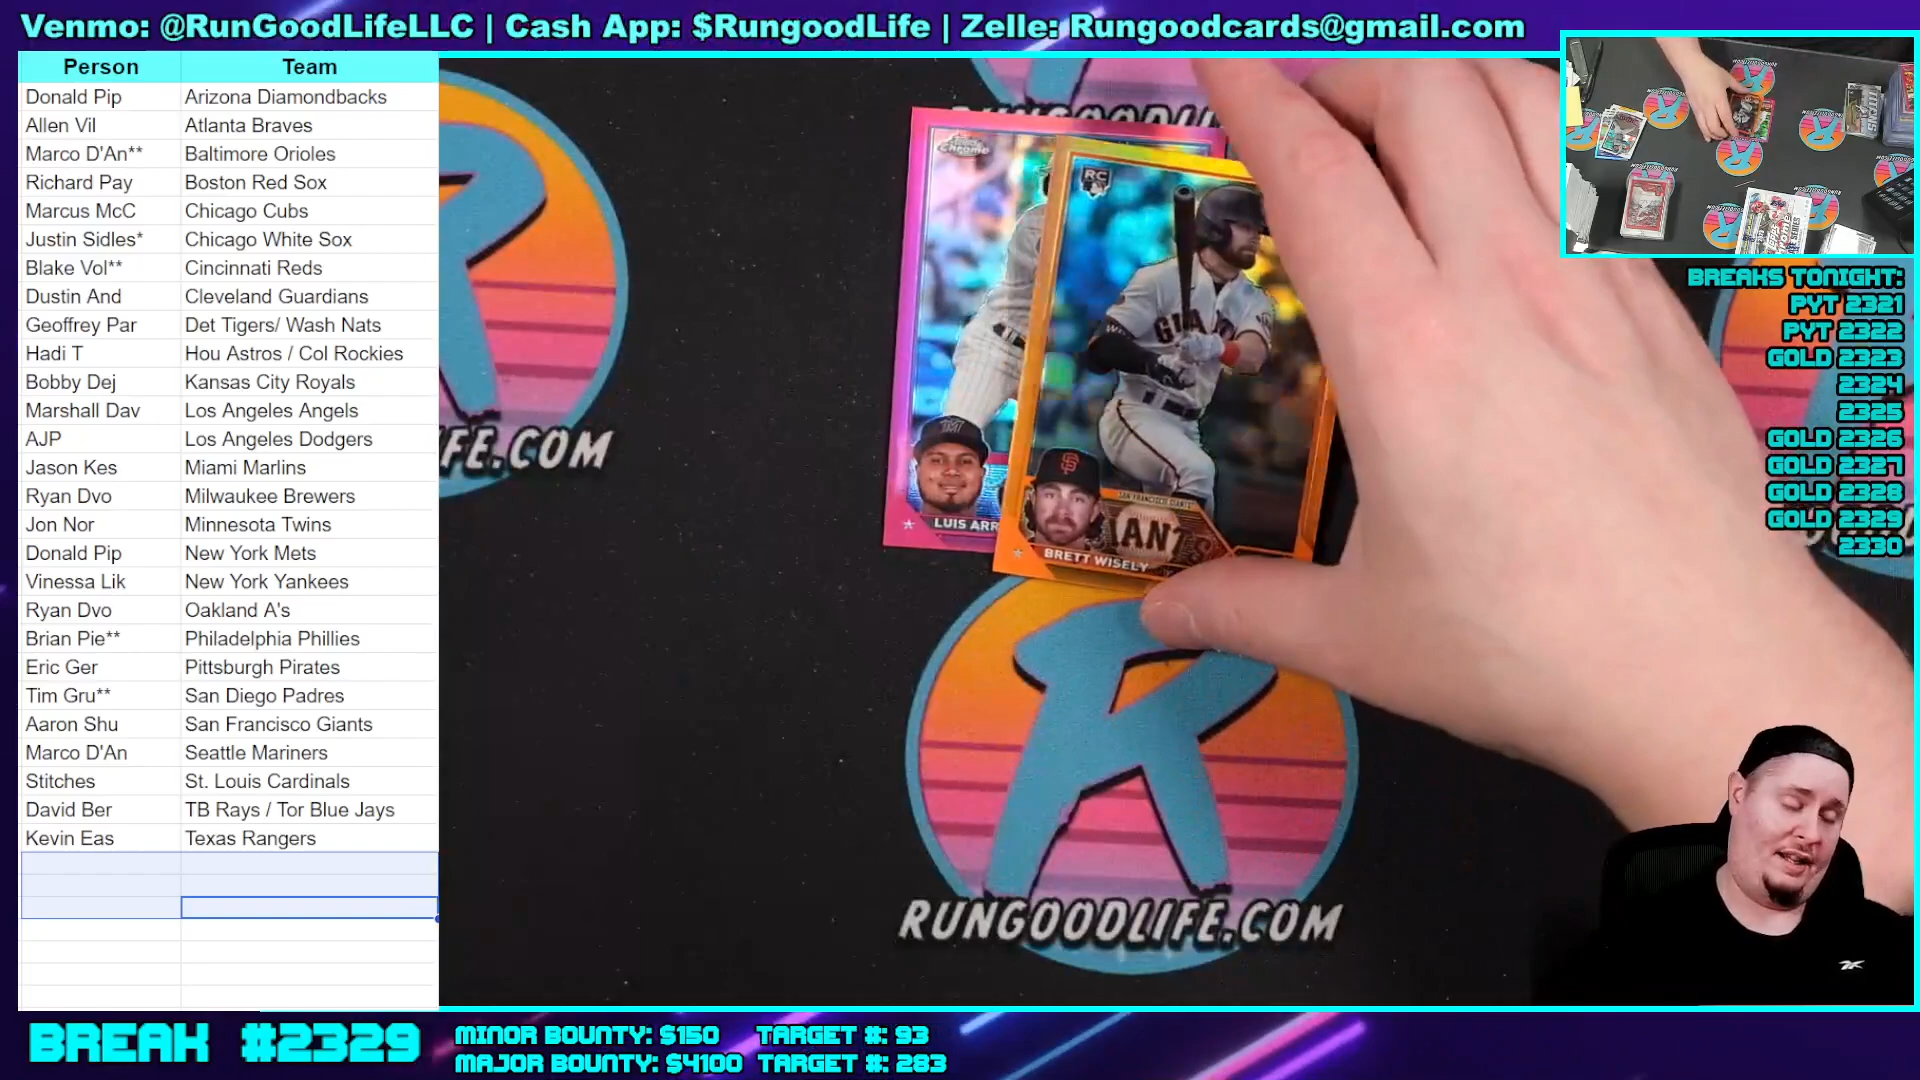 Venmo: @RunGoodLifeLLC | Cash App: $RungoodLife | Zelle: Rungoodcards@gmail.com
Person Team
Donald Pip Arizona Diamondbacks
Allen Vil Atlanta Braves
Marco D'An** Baltimore Orioles
Richard Pay Boston Red Sox
Marcus McC Chicago Cubs
Justin Sidles* Chicago White Sox
Blake Vol** Cincinnati Reds
Dustin And Cleveland Guardians
Geoffrey Par Det Tigers/ Wash Nats
Hadi T Hou Astros / Col Rockies
Bobby Dej Kansas City Royals
Marshall Dav Los Angeles Angels
AJP Los Angeles Dodgers
Jason Kes Miami Marlins
Ryan Dvo Milwaukee Brewers
Jon Nor Minnesota Twins
Donald Pip New York Mets
Vinessa Lik New York Yankees
Ryan Dvo Oakland A's
Brian Pie** Philadelphia Phillies
Eric Ger Pittsburgh Pirates
Tim Gru** San Diego Padres
Aaron Shu San Francisco Giants
Marco D'An Seattle Mariners
Stitches St. Louis Cardinals
David Ber TB Rays / Tor Blue Jays
Kevin Eas Texas Rangers
BREAKS TONIGHT:
PYT 2321
PYT 2322
GOLD 2323
2324
2325
GOLD 2326
GOLD 2327
GOLD 2328
GOLD 2329
2330
RC
LUIS ARR
SAN FRANCISCO GIANTS
BRETT WISELY
FE.COM
RUNGOODLIFE.COM
BREAK #2329
MINOR BOUNTY: $150 TARGET #: 93
MAJOR BOUNTY: $4100 TARGET #: 283